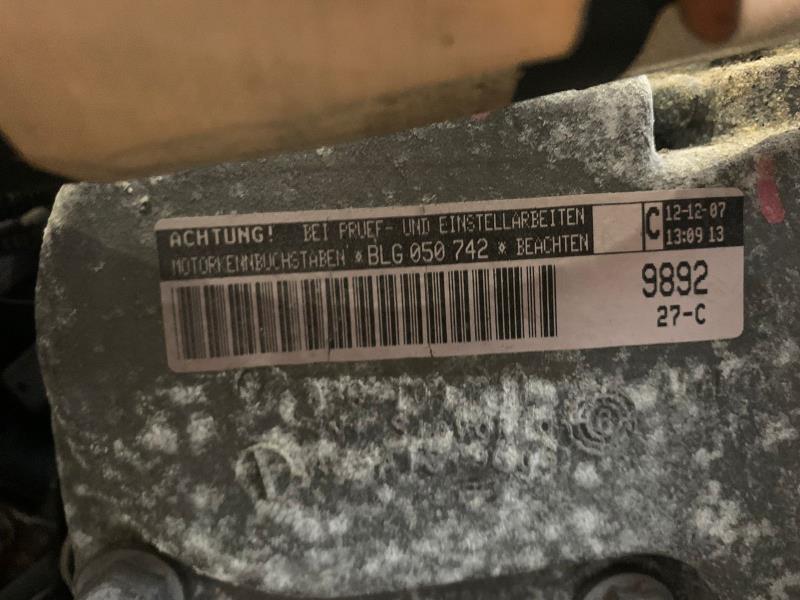 ACHTUNG! BEI PRUEF- UND EINSTELLARBEITEN
MOTORKENNBUCHSTABEN *BLG 050 742* BEACHTEN
C 12-12-07
13:09 13
9892
27-C